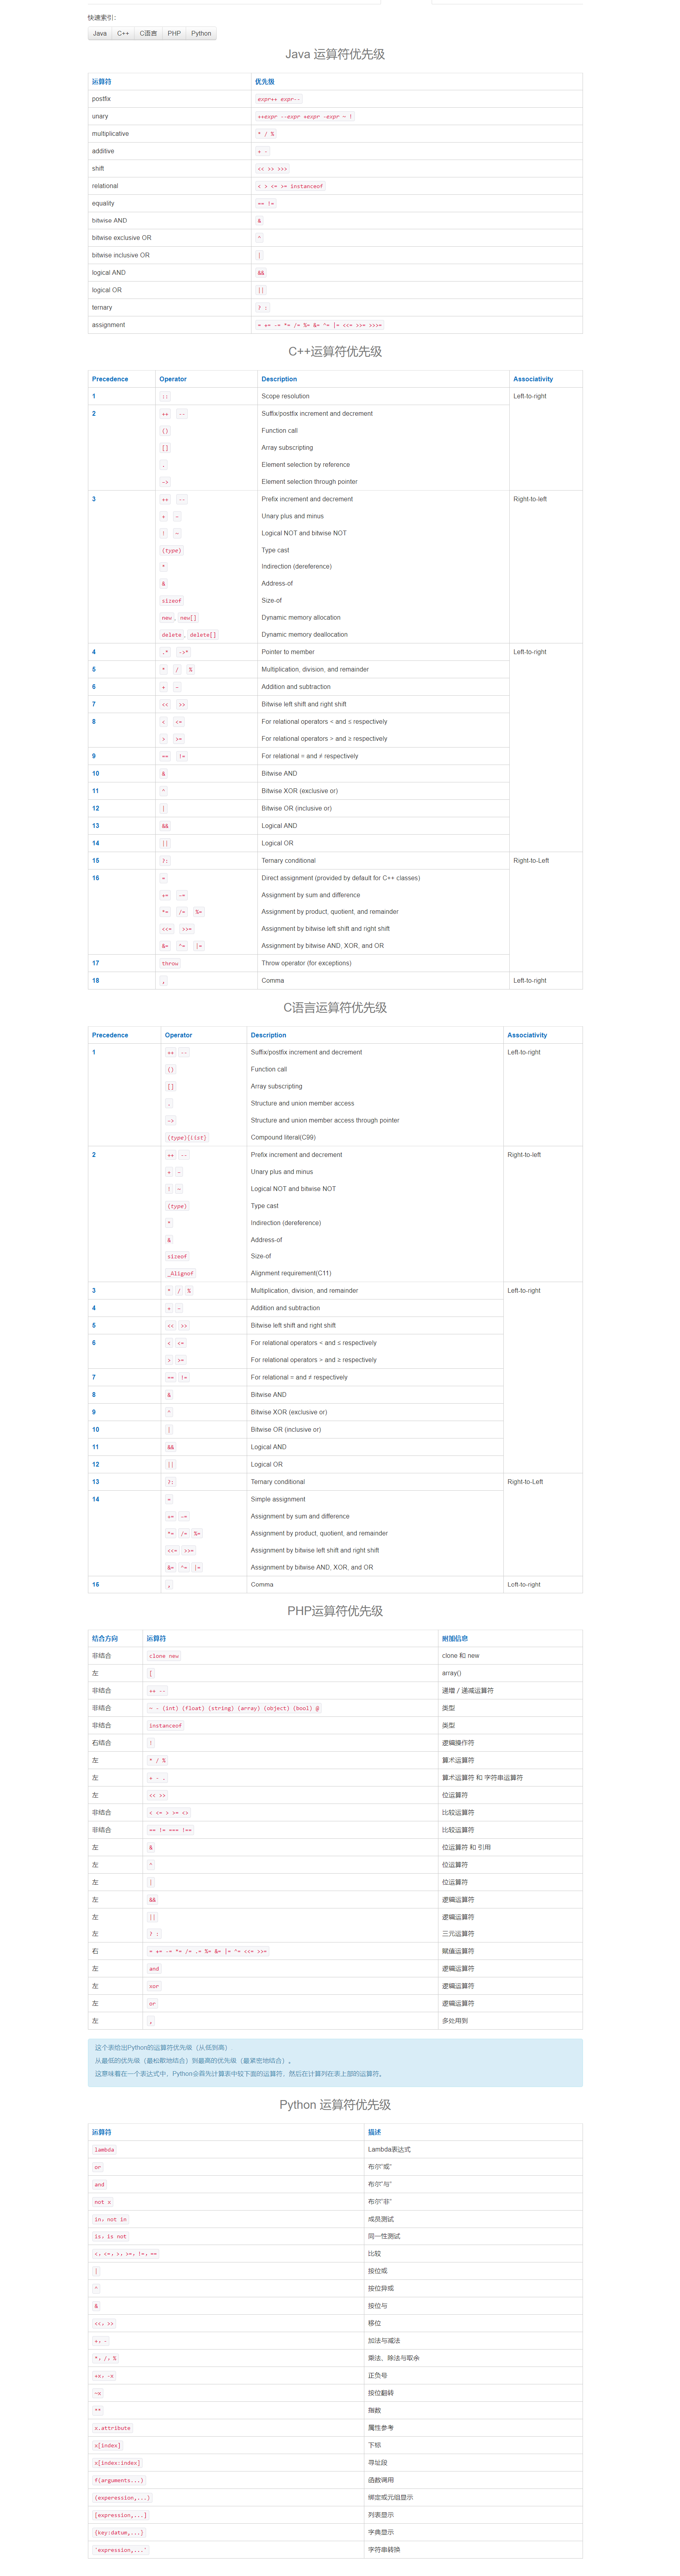 快速索引：
Java C++ C语言 PHP Python
Java 运算符优先级
运算符 优先级
postfix expr++ expr--
unary ++expr --expr +expr -expr ~ !
multiplicative * / %
additive + -
shift << >> >>>
relational < > <= >= instanceof
equality == !=
bitwise AND &
bitwise exclusive OR ^
bitwise inclusive OR |
logical AND &&
logical OR ||
ternary ? :
assignment = += -= *= /= %= &= ^= |= <<= >>= >>>=
C++运算符优先级
Precedence Operator Description Associativity
1 :: Scope resolution Left-to-right
2 ++ -- Suffix/postfix increment and decrement
() Function call
[] Array subscripting
. Element selection by reference
-> Element selection through pointer
3 ++ -- Prefix increment and decrement Right-to-left
+ − Unary plus and minus
! ~ Logical NOT and bitwise NOT
(type) Type cast
* Indirection (dereference)
& Address-of
sizeof Size-of
new, new[] Dynamic memory allocation
delete, delete[] Dynamic memory deallocation
4 .* ->* Pointer to member Left-to-right
5 * / % Multiplication, division, and remainder
6 + − Addition and subtraction
7 << >> Bitwise left shift and right shift
8 < <= For relational operators < and ≤ respectively
> >= For relational operators > and ≥ respectively
9 == != For relational = and ≠ respectively
10 & Bitwise AND
11 ^ Bitwise XOR (exclusive or)
12 | Bitwise OR (inclusive or)
13 && Logical AND
14 || Logical OR
15 ?: Ternary conditional Right-to-Left
16 = Direct assignment (provided by default for C++ classes)
+= -= Assignment by sum and difference
*= /= %= Assignment by product, quotient, and remainder
<<= >>= Assignment by bitwise left shift and right shift
&= ^= |= Assignment by bitwise AND, XOR, and OR
17 throw Throw operator (for exceptions)
18 , Comma Left-to-right
C语言运算符优先级
Precedence Operator Description Associativity
1 ++ -- Suffix/postfix increment and decrement Left-to-right
() Function call
[] Array subscripting
. Structure and union member access
-> Structure and union member access through pointer
(type){list} Compound literal(C99)
2 ++ -- Prefix increment and decrement Right-to-left
+ − Unary plus and minus
! ~ Logical NOT and bitwise NOT
(type) Type cast
* Indirection (dereference)
& Address-of
sizeof Size-of
_Alignof Alignment requirement(C11)
3 * / % Multiplication, division, and remainder Left-to-right
4 + − Addition and subtraction
5 << >> Bitwise left shift and right shift
6 < <= For relational operators < and ≤ respectively
> >= For relational operators > and ≥ respectively
7 == != For relational = and ≠ respectively
8 & Bitwise AND
9 ^ Bitwise XOR (exclusive or)
10 | Bitwise OR (inclusive or)
11 && Logical AND
12 || Logical OR
13 ?: Ternary conditional Right-to-Left
14 = Simple assignment
+= -= Assignment by sum and difference
*= /= %= Assignment by product, quotient, and remainder
<<= >>= Assignment by bitwise left shift and right shift
&= ^= |= Assignment by bitwise AND, XOR, and OR
15 , Comma Left-to-right
PHP运算符优先级
结合方向 运算符 附加信息
非结合 clone new clone 和 new
左 [ array()
非结合 ++ -- 递增 / 递减运算符
非结合 ~ - (int) (float) (string) (array) (object) (bool) @ 类型
非结合 instanceof 类型
右结合 ! 逻辑操作符
左 * / % 算术运算符
左 + - . 算术运算符 和 字符串运算符
左 << >> 位运算符
非结合 < <= > >= <> 比较运算符
非结合 == != === !== 比较运算符
左 & 位运算符 和 引用
左 ^ 位运算符
左 | 位运算符
左 && 逻辑运算符
左 || 逻辑运算符
左 ? : 三元运算符
右 = += -= *= /= .= %= &= |= ^= <<= >>= 赋值运算符
左 and 逻辑运算符
左 xor 逻辑运算符
左 or 逻辑运算符
左 , 多处用到
这个表给出Python的运算符优先级（从低到高）
从最低的优先级（最松散地结合）到最高的优先级（最紧密地结合）。
这意味着在一个表达式中，Python会首先计算表中较下面的运算符，然后在计算列在表上部的运算符。
Python 运算符优先级
运算符 描述
lambda Lambda表达式
or 布尔“或”
and 布尔“与”
not x 布尔“非”
in，not in 成员测试
is，is not 同一性测试
<，<=，>，>=，!=，== 比较
| 按位或
^ 按位异或
& 按位与
<<，>> 移位
+，- 加法与减法
*，/，% 乘法、除法与取余
+x，-x 正负号
~x 按位翻转
** 指数
x.attribute 属性参考
x[index] 下标
x[index:index] 寻址段
f(arguments...) 函数调用
(experession,...) 绑定或元组显示
[expression,...] 列表显示
{key:datum,...} 字典显示
'expression,...' 字符串转换